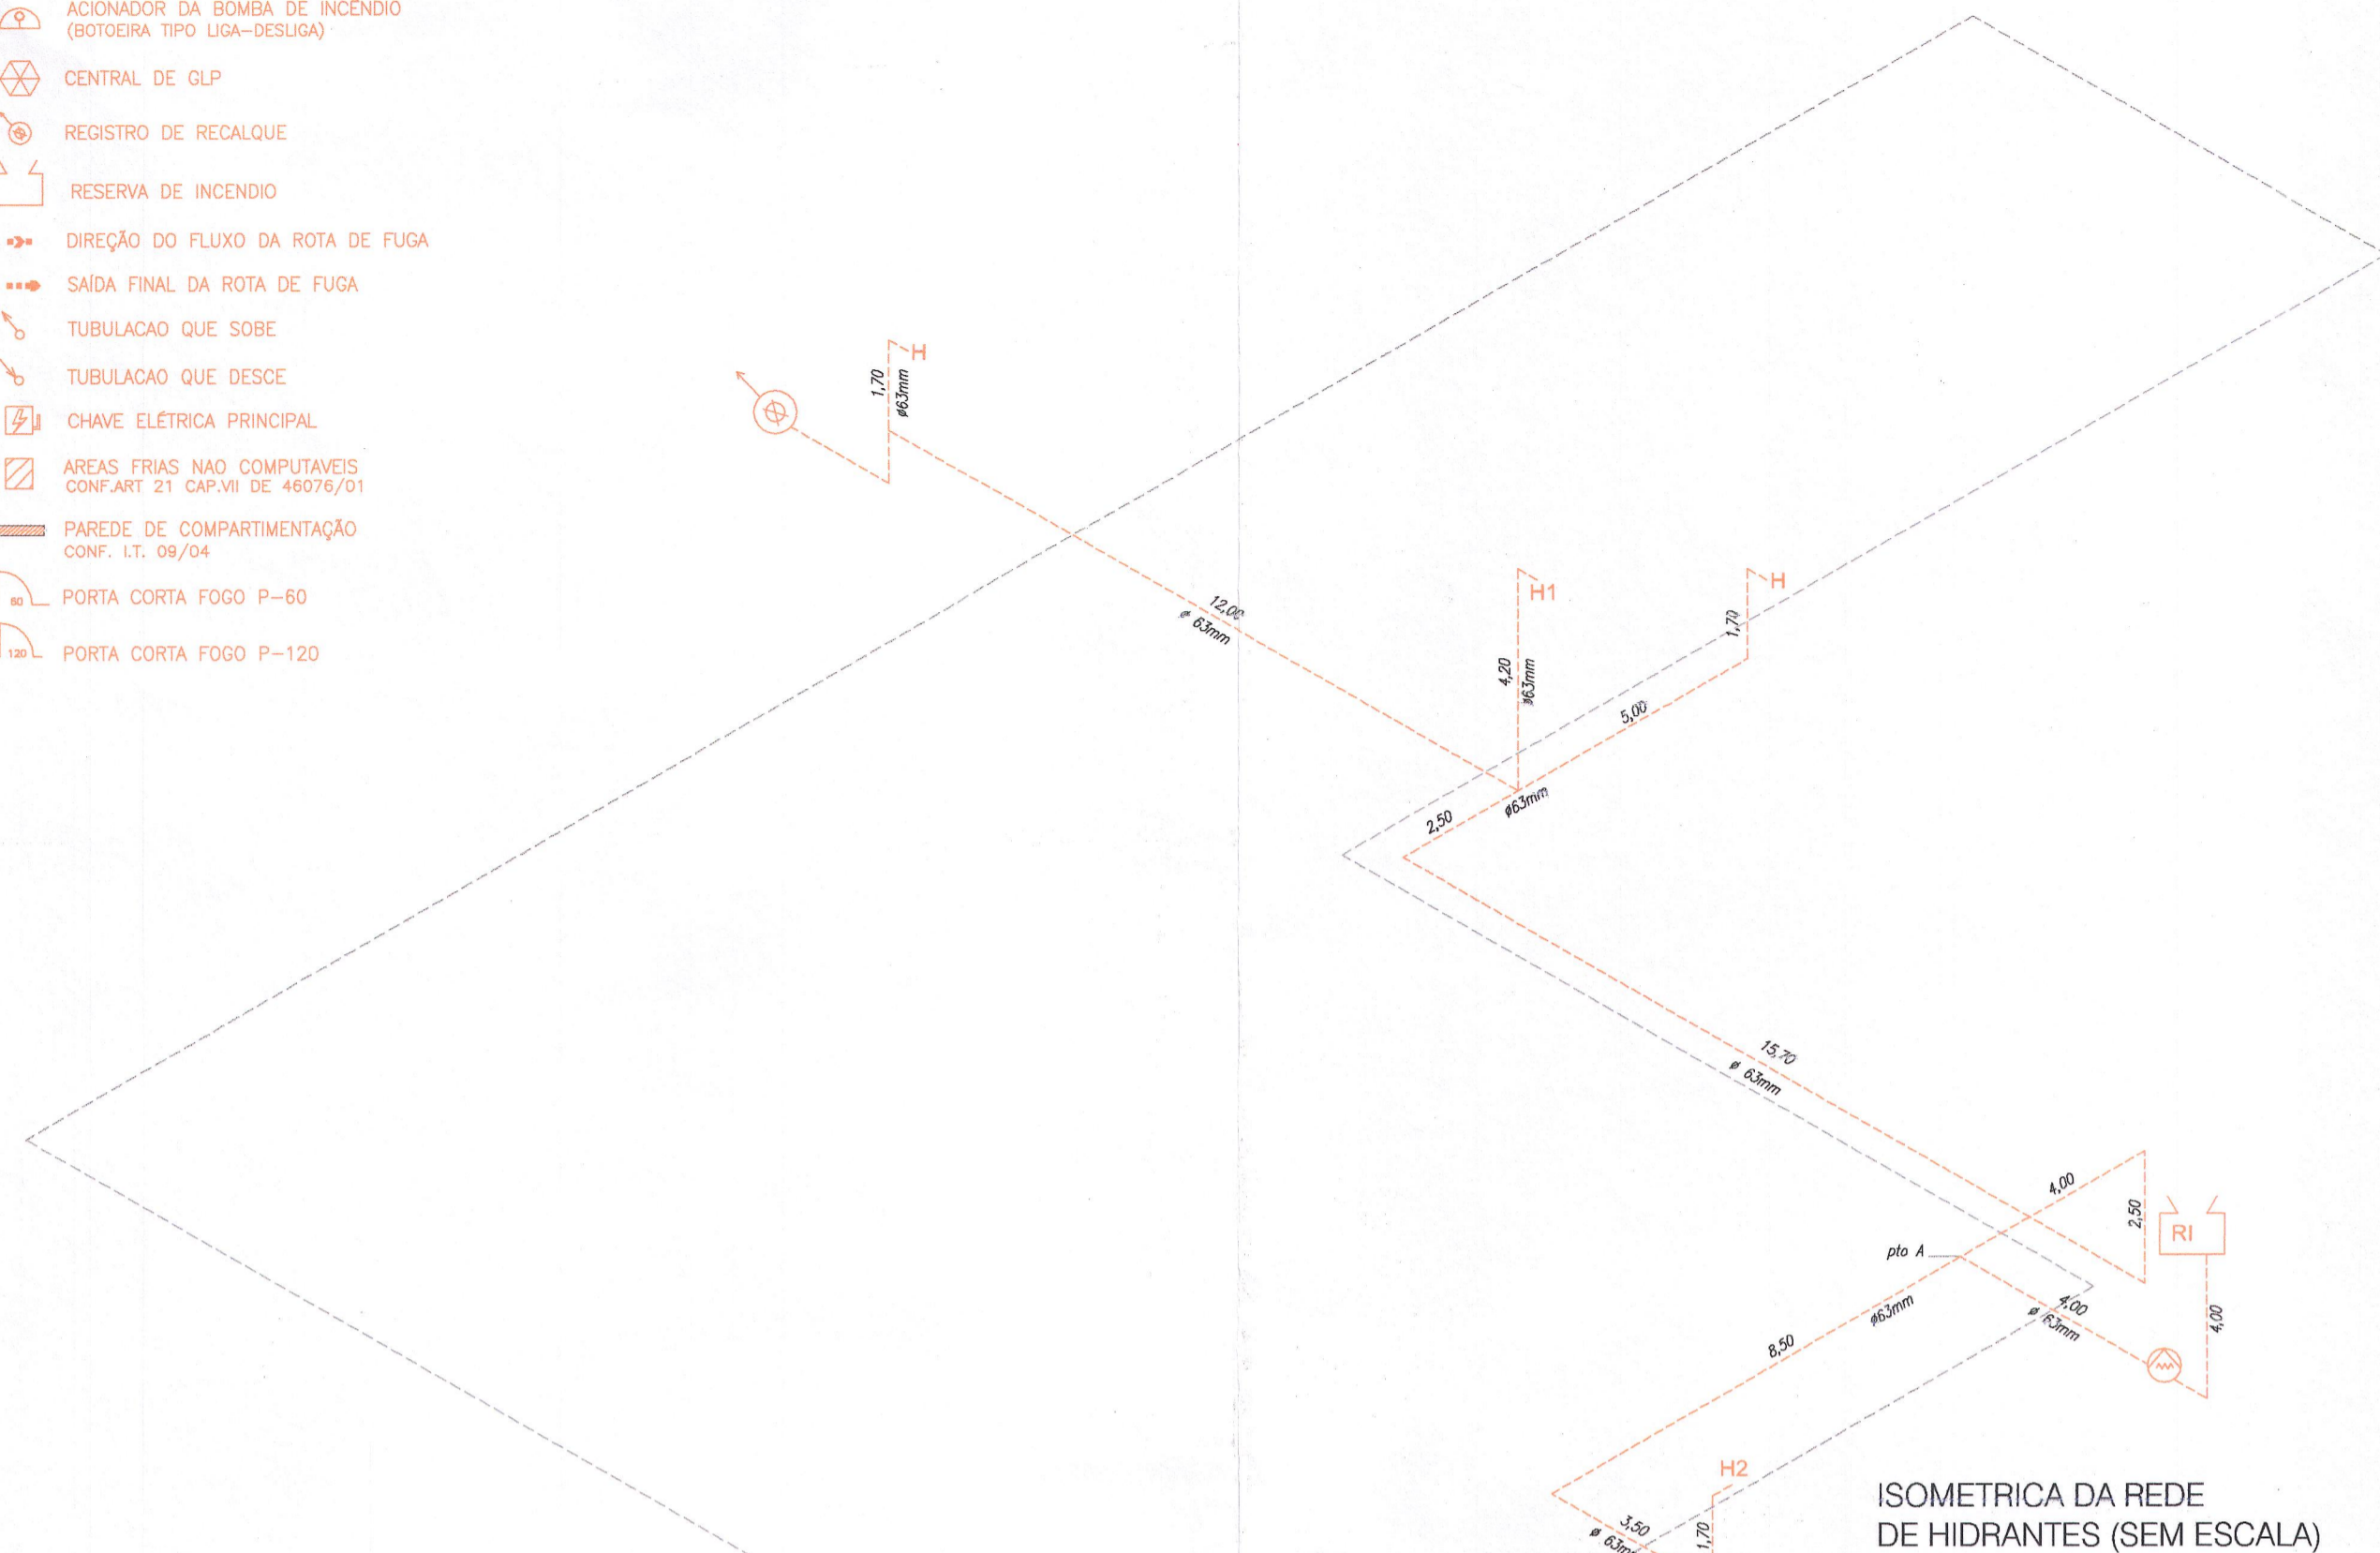 ACIONADOR DA BOMBA DE INCENDIO
(BOTOEIRA TIPO LIGA-DESLIGA)
CENTRAL DE GLP
REGISTRO DE RECALQUE
RESERVA DE INCENDIO
DIREÇÃO DO FLUXO DA ROTA DE FUGA
SAÍDA FINAL DA ROTA DE FUGA
TUBULACAO QUE SOBE
TUBULACAO QUE DESCE
CHAVE ELÉTRICA PRINCIPAL
AREAS FRIAS NAO COMPUTAVEIS
CONF.ART 21 CAP.VII DE 46076/01
PAREDE DE COMPARTIMENTAÇÃO
CONF. I.T. 09/04
60
PORTA CORTA FOGO P-60
120
PORTA CORTA FOGO P-120
H
1,70
ø63mm
12,00
ø 63mm
H1
4,20
ø63mm
H
1,70
5,00
ø63mm
2,50
15,70
ø 63mm
4,00
2,50
RI
pto A
4,00
ø 63mm
4,00
ø63mm
8,50
H2
3,50
ø 63mm
1,70
ISOMETRICA DA REDE
DE HIDRANTES (SEM ESCALA)